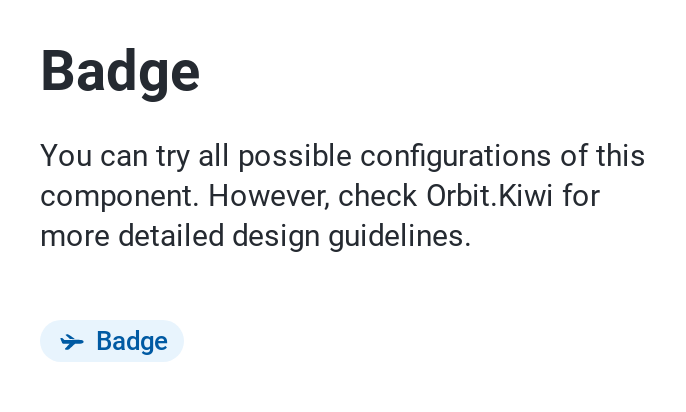 Badge
You can try all possible configurations of this
component. However, check Orbit.Kiwi for
more detailed design guidelines.
Badge